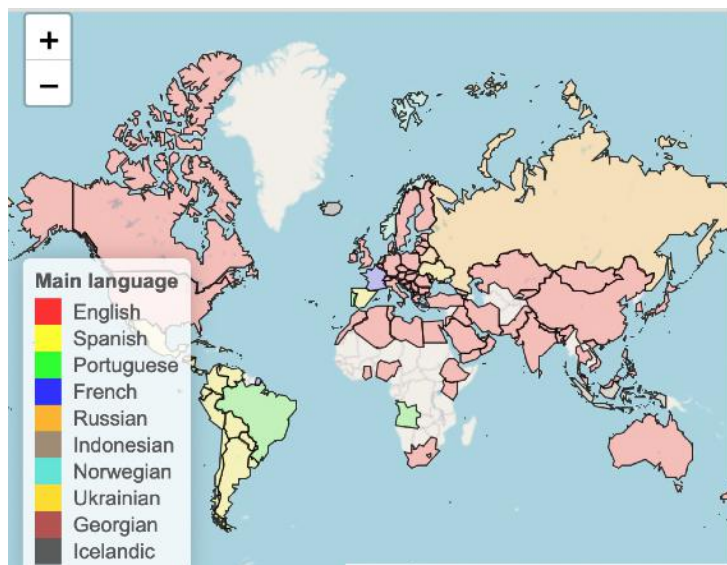 +
−
Main language
English
Spanish
Portuguese
French
Russian
Indonesian
Norwegian
Ukrainian
Georgian
Icelandic